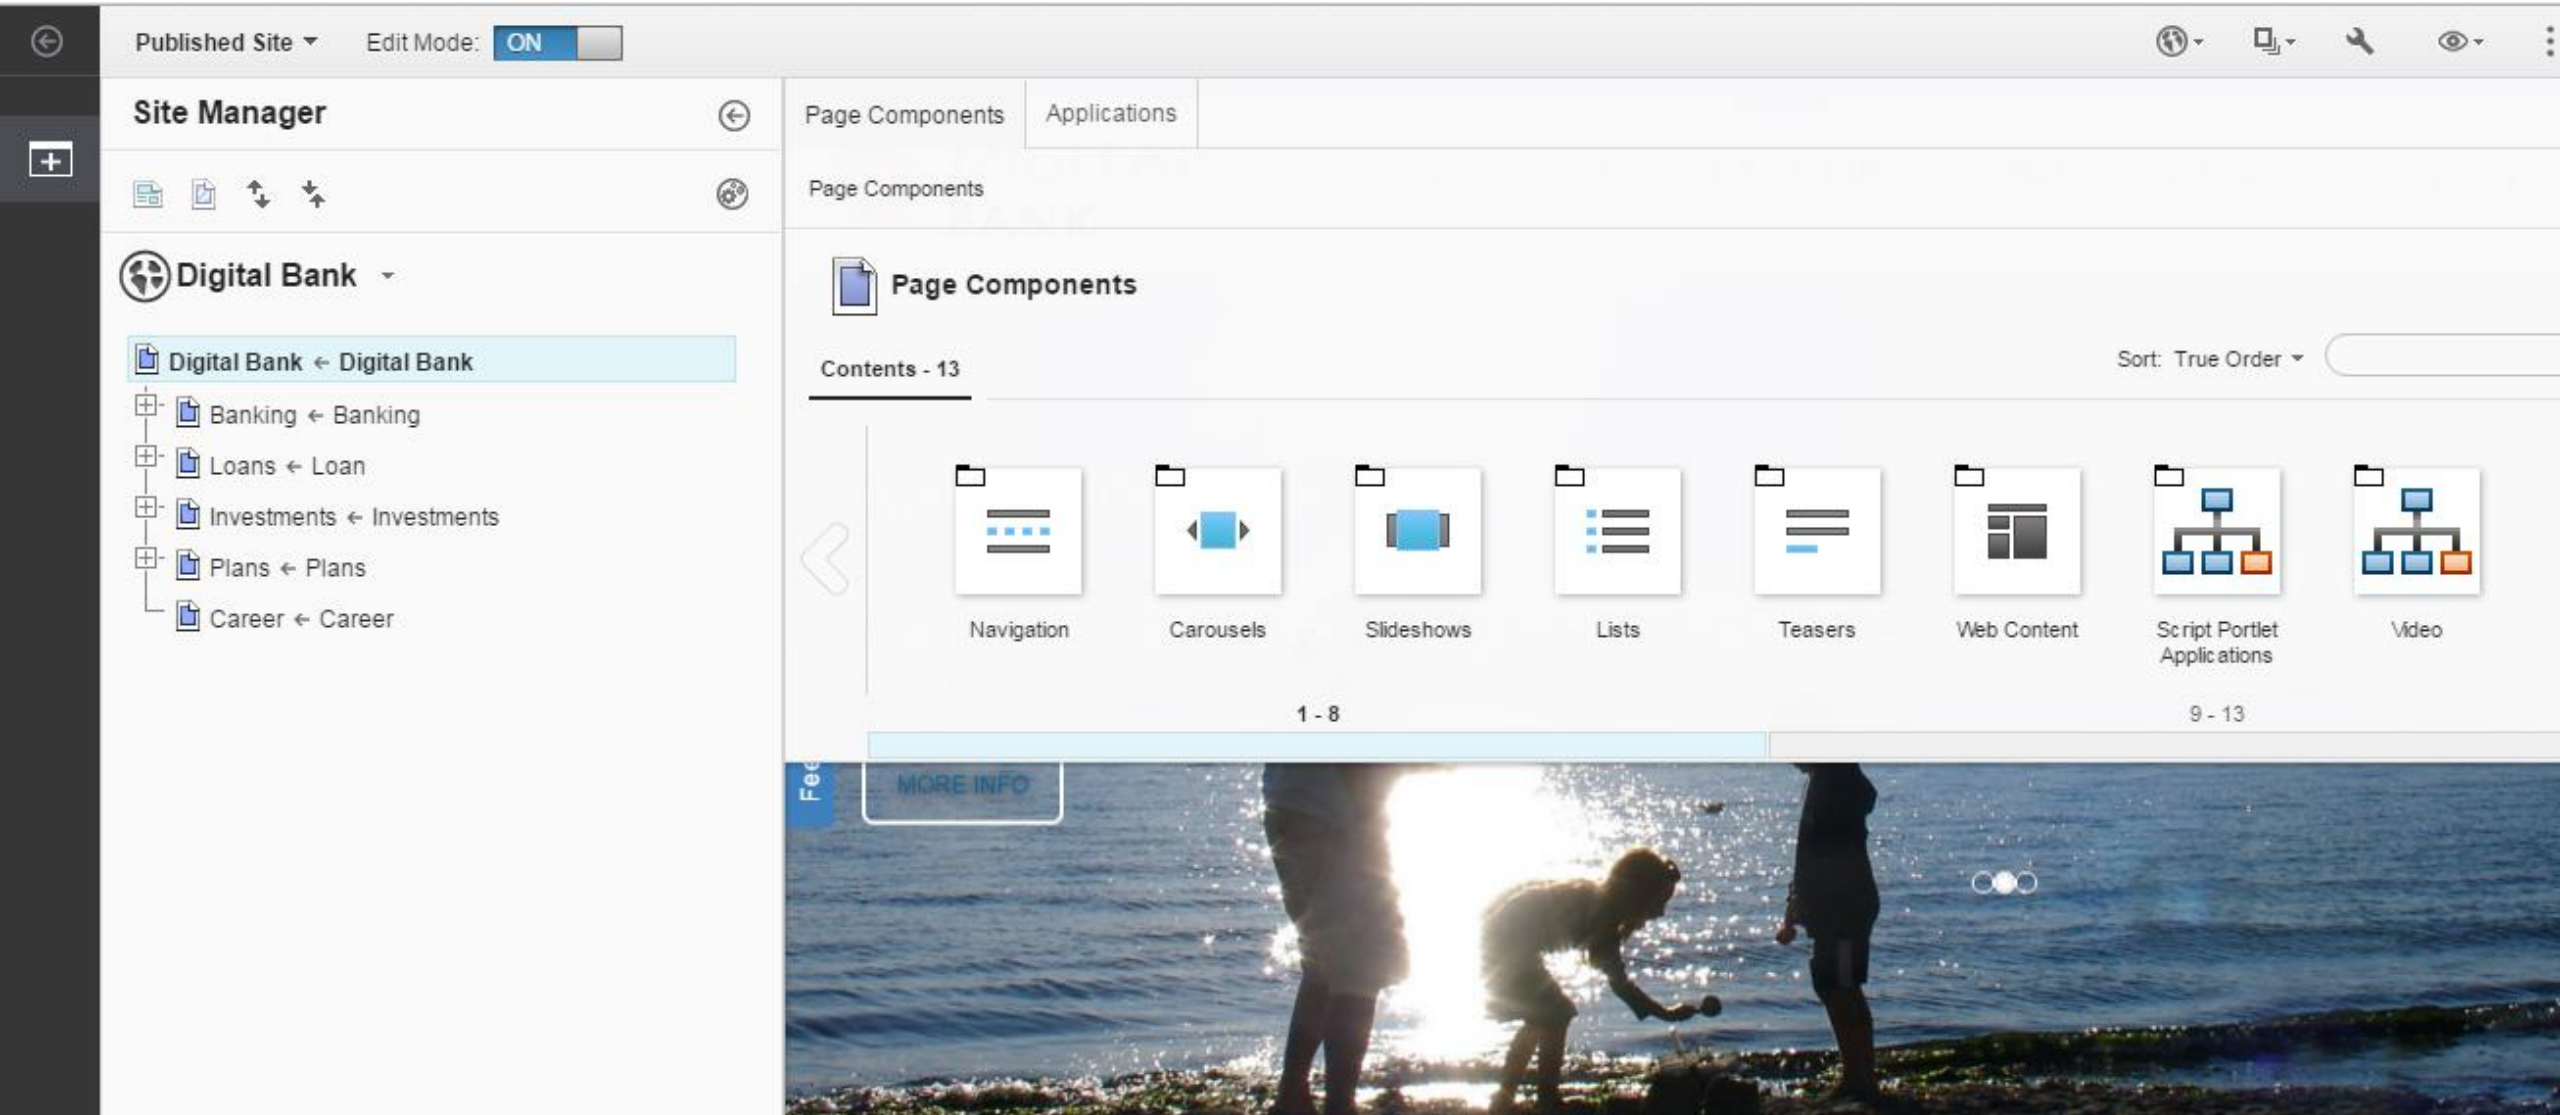 Published Site Edit Mode: ON
Site Manager
Digital Bank
Digital Bank ← Digital Bank
Banking ← Banking
Loans ← Loan
Investments ← Investments
Plans ← Plans
Career ← Career
Page Components Applications
Page Components
Page Components
Contents - 13
Sort: True Order
Navigation
Carousels
Slideshows
Lists
Teasers
Web Content
Script Portlet
Applications
Video
1 - 8
9 - 13
Fee
MORE INFO